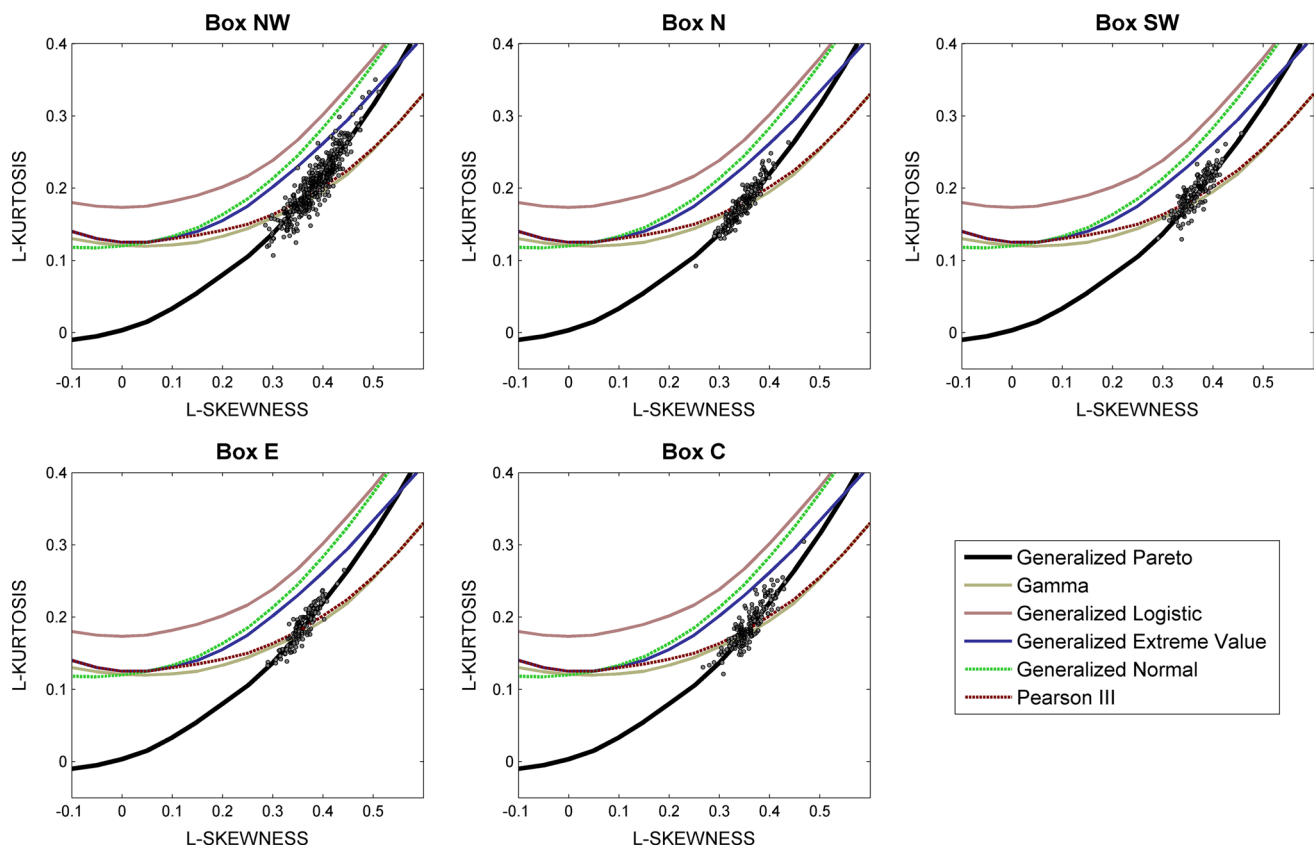 Box NW
0.4
0.3
0.2
0.1
0
L-KURTOSIS
-0.1 0 0.1 0.2 0.3 0.4 0.5
L-SKEWNESS
Box N
0.4
0.3
0.2
0.1
0
L-KURTOSIS
-0.1 0 0.1 0.2 0.3 0.4 0.5
L-SKEWNESS
Box SW
0.4
0.3
0.2
0.1
0
L-KURTOSIS
-0.1 0 0.1 0.2 0.3 0.4 0.5
L-SKEWNESS
Box E
0.4
0.3
0.2
0.1
0
L-KURTOSIS
-0.1 0 0.1 0.2 0.3 0.4 0.5
L-SKEWNESS
Box C
0.4
0.3
0.2
0.1
0
L-KURTOSIS
-0.1 0 0.1 0.2 0.3 0.4 0.5
L-SKEWNESS
Generalized Pareto
Gamma
Generalized Logistic
Generalized Extreme Value
Generalized Normal
Pearson III